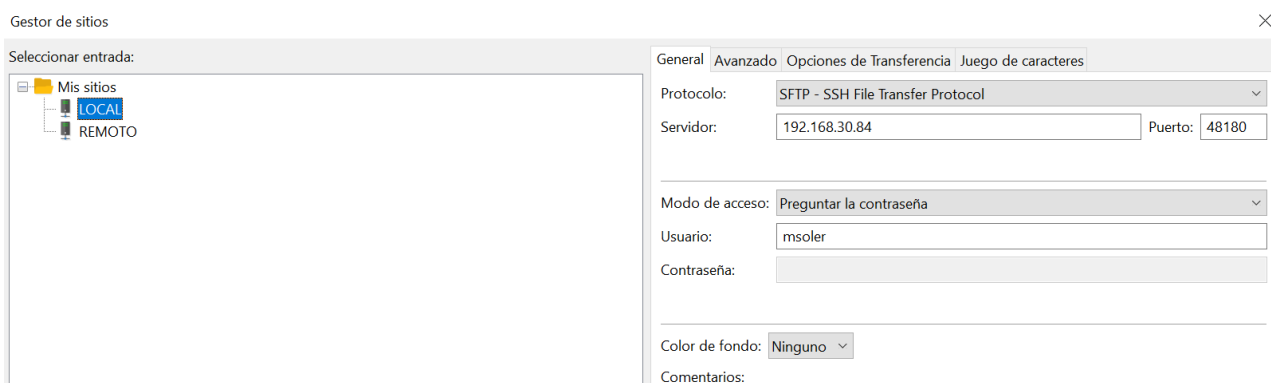 Gestor de sitios
Seleccionar entrada:
Mis sitios
LOCAL
REMOTO
General Avanzado Opciones de Transferencia Juego de caracteres
Protocolo: SFTP - SSH File Transfer Protocol
Servidor: 192.168.30.84 Puerto: 48180
Modo de acceso: Preguntar la contraseña
Usuario: msoler
Contraseña:
Color de fondo: Ninguno
Comentarios: